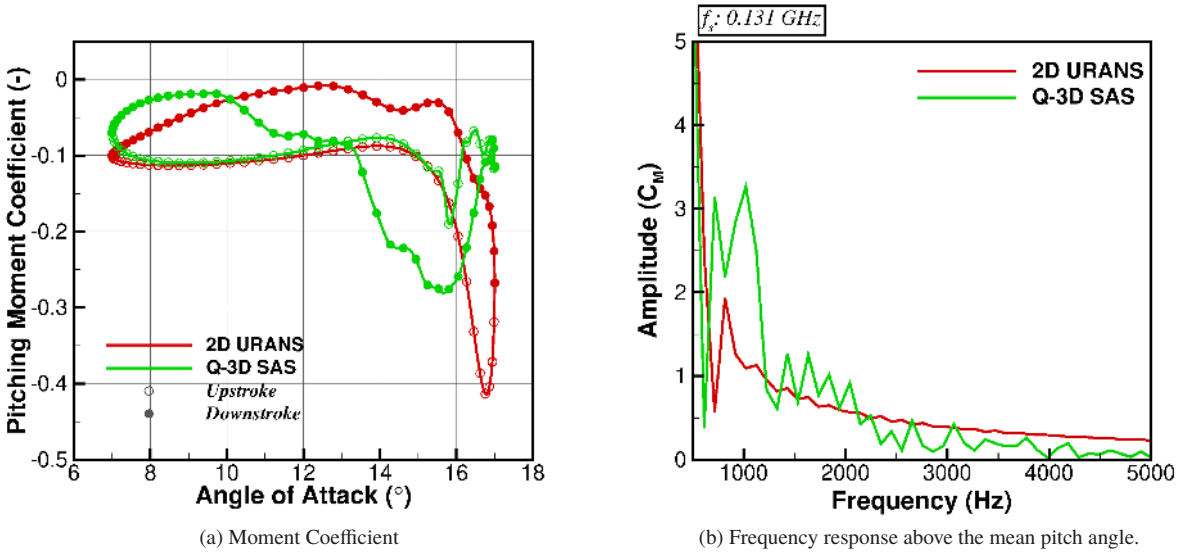 0
-0.1
-0.2
-0.3
-0.4
-0.5
6
8
10
12
14
16
18
Pitching Moment Coefficient (-)
Angle of Attack (°)
2D URANS
Q-3D SAS
Upstroke
Downstroke
(a) Moment Coefficient
f_s: 0.131 GHz
5
4
3
2
1
0
1000
2000
3000
4000
5000
Amplitude (C_M)
Frequency (Hz)
2D URANS
Q-3D SAS
(b) Frequency response above the mean pitch angle.